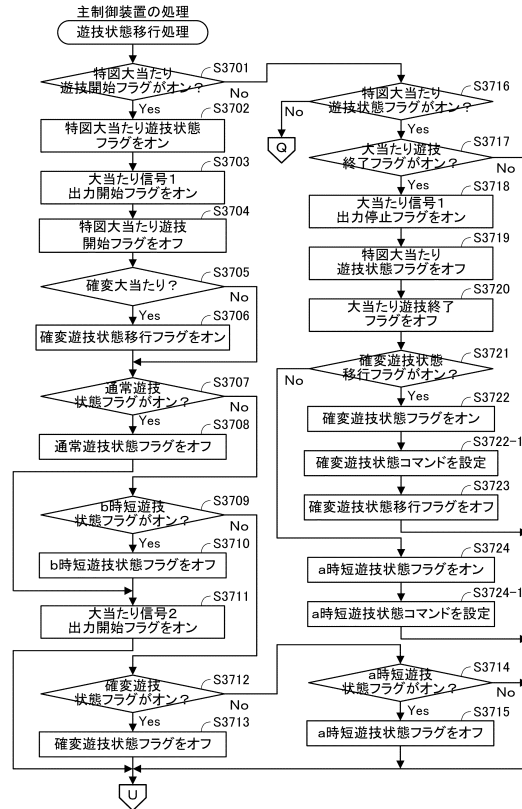 主制御装置の処理
遊技状態移行処理
特図大当たり
遊技開始フラグがオン？
S3701
Yes
No
S3702
特図大当たり遊技状態
フラグをオン
S3703
大当たり信号1
出力開始フラグをオン
S3704
特図大当たり遊技
開始フラグをオフ
S3705
確変大当たり？
No
Yes
S3706
確変遊技状態移行フラグをオン
S3707
通常遊技
状態フラグがオン？
Yes
No
S3708
通常遊技状態フラグをオフ
S3709
b時短遊技
状態フラグがオン？
No
Yes
S3710
b時短遊技状態フラグをオフ
S3711
大当たり信号2
出力開始フラグをオン
S3712
確変遊技
状態フラグがオン？
No
Yes
S3713
確変遊技状態フラグをオフ
U
S3716
特図大当たり
遊技状態フラグがオン？
No
Yes
Q
S3717
大当たり遊技
終了フラグがオン？
Yes
No
S3718
大当たり信号1
出力停止フラグをオン
S3719
特図大当たり
遊技状態フラグをオフ
S3720
大当たり遊技終了
フラグをオフ
S3721
確変遊技状態
移行フラグがオン？
No
Yes
S3722
確変遊技状態フラグをオン
S3722-1
確変遊技状態コマンドを設定
S3723
確変遊技状態移行フラグをオフ
S3724
a時短遊技状態フラグをオン
S3724-1
a時短遊技状態コマンドを設定
S3714
a時短遊技
状態フラグがオン？
No
Yes
S3715
a時短遊技状態フラグをオフ